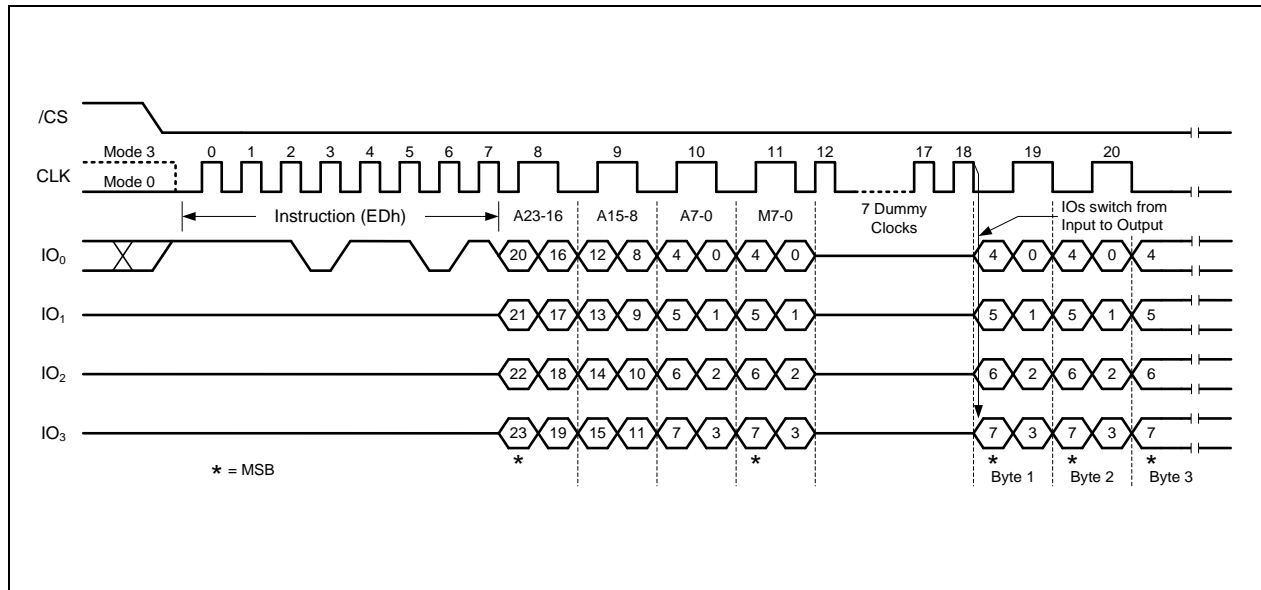 /CS
Mode 3
0 1 2 3 4 5 6 7 8 9 10 11 12 17 18 19 20
CLK
Mode 0
Instruction (EDh)
A23-16 A15-8 A7-0 M7-0
7 Dummy
Clocks
IOs switch from
Input to Output
IO₀ 20 16 12 8 4 0 4 0 4 0 4 0 4
IO₁ 21 17 13 9 5 1 5 1 5 1 5 1 5
IO₂ 22 18 14 10 6 2 6 2 6 2 6 2 6
IO₃ 23 19 15 11 7 3 7 3 7 3 7 3 7
* * * * *
* = MSB
Byte 1 Byte 2 Byte 3